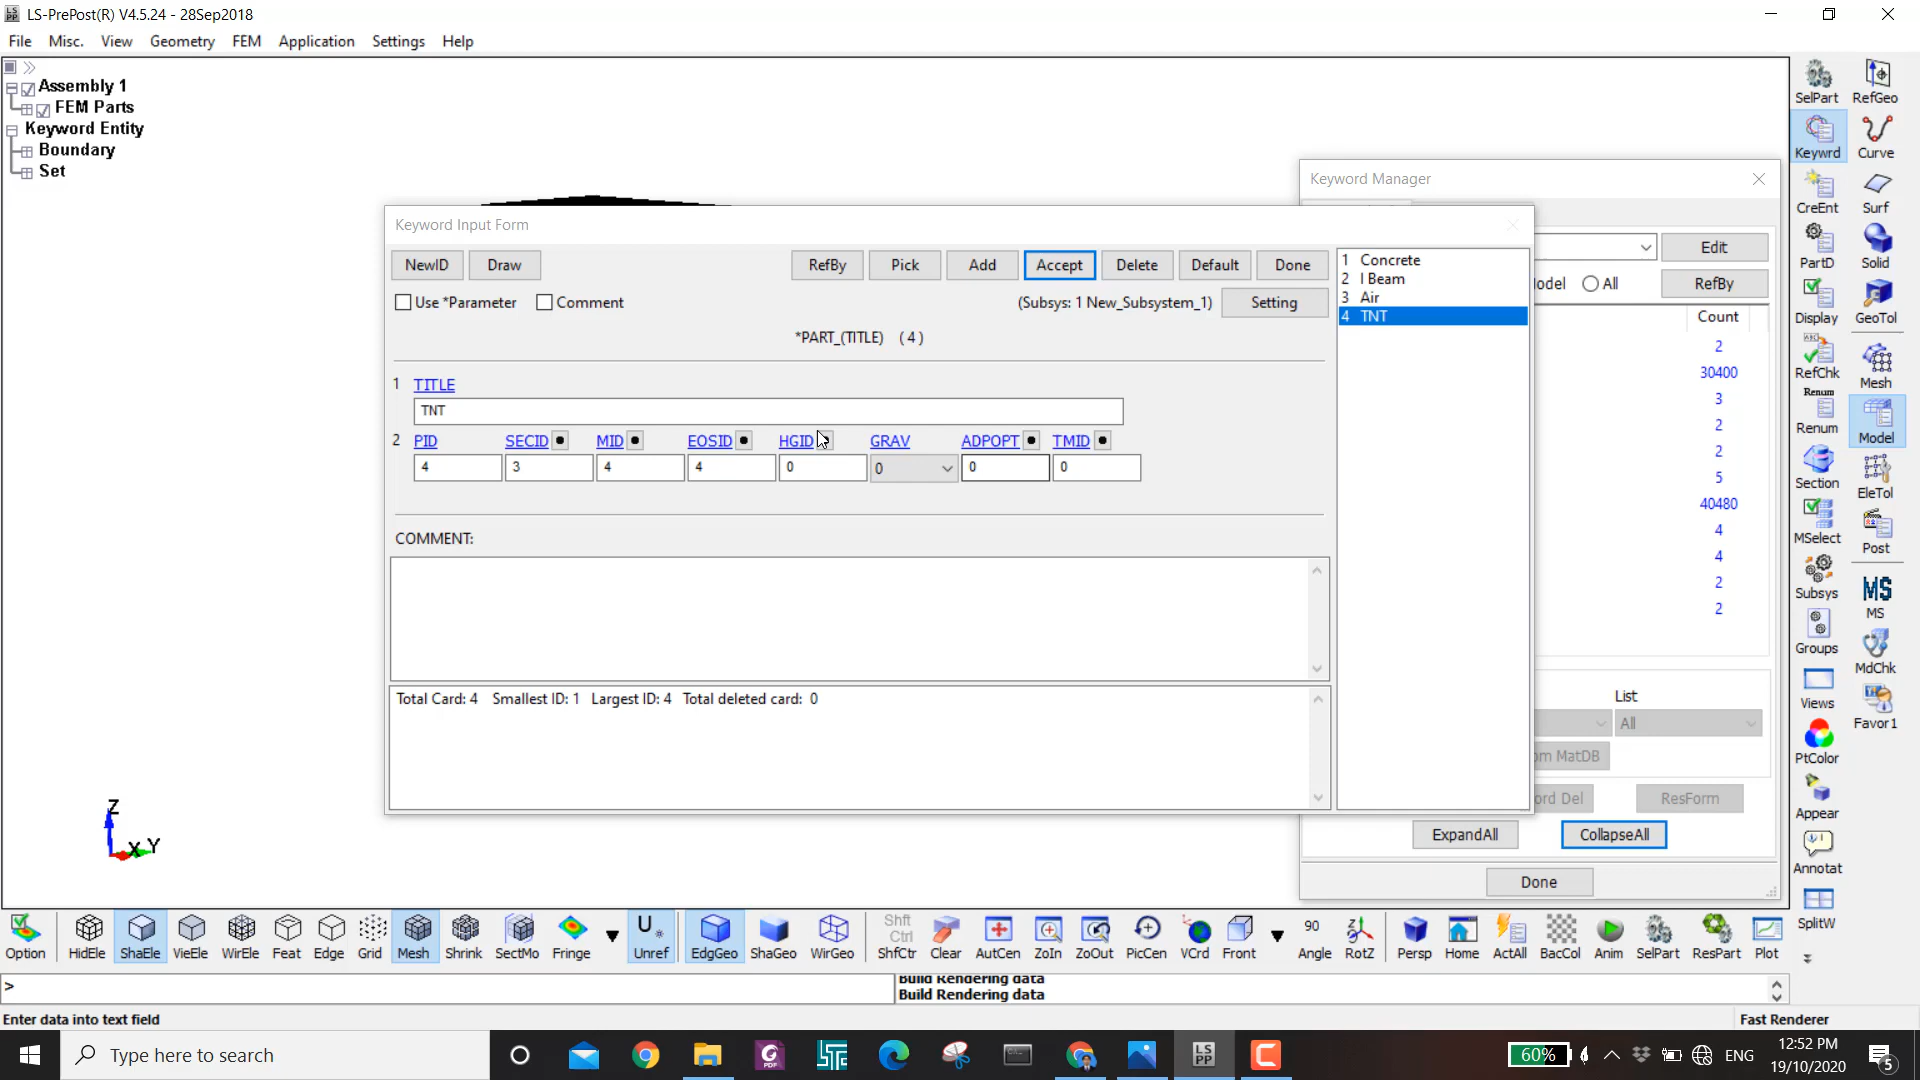 LS-PrePost(R) V4.5.24 - 28Sep2018
File Misc. View Geometry FEM Application Settings Help
Assembly 1
FEM Parts
Keyword Entity
Boundary
Set
Keyword Manager
Edit
odel All RefBy
Count
2
30400
3
2
2
5
40480
4
4
2
2
List
All
om MatDB
ord Del ResForm
ExpandAll CollapseAll
Done
Keyword Input Form
NewID Draw RefBy Pick Add Accept Delete Default Done
Use *Parameter Comment (Subsys: 1 New_Subsystem_1) Setting
*PART_(TITLE) (4)
1 TITLE
TNT
2 PID SECID MID EOSID HGID GRAV ADPOPT TMID
4 3 4 4 0 0 0 0
COMMENT:
Total Card: 4 Smallest ID: 1 Largest ID: 4 Total deleted card: 0
1 Concrete
2 I Beam
3 Air
4 TNT
SelPart RefGeo
Keywrd Curve
CreEnt Surf
PartD Solid
Display GeoTol
RefChk Mesh
Renum
Renum Model
Section EleTol
MSelect Post
Subsys MS
MS
Groups MdChk
Views Favor1
PtColor
Appear
Annotat
SplitW
Z
X Y
Shft
Ctrl
U
90
Option HidEle ShaEle VieEle WirEle Feat Edge Grid Mesh Shrink SectMo Fringe Unref EdgGeo ShaGeo WirGeo ShfCtr Clear AutCen ZoIn ZoOut PicCen VCrd Front Angle RotZ Persp Home ActAll BacCol Anim SelPart ResPart Plot
>
Build Rendering data
Build Rendering data
Enter data into text field Fast Renderer
Type here to search
PDF
LS
PP
60%
ENG
12:52 PM
19/10/2020
5